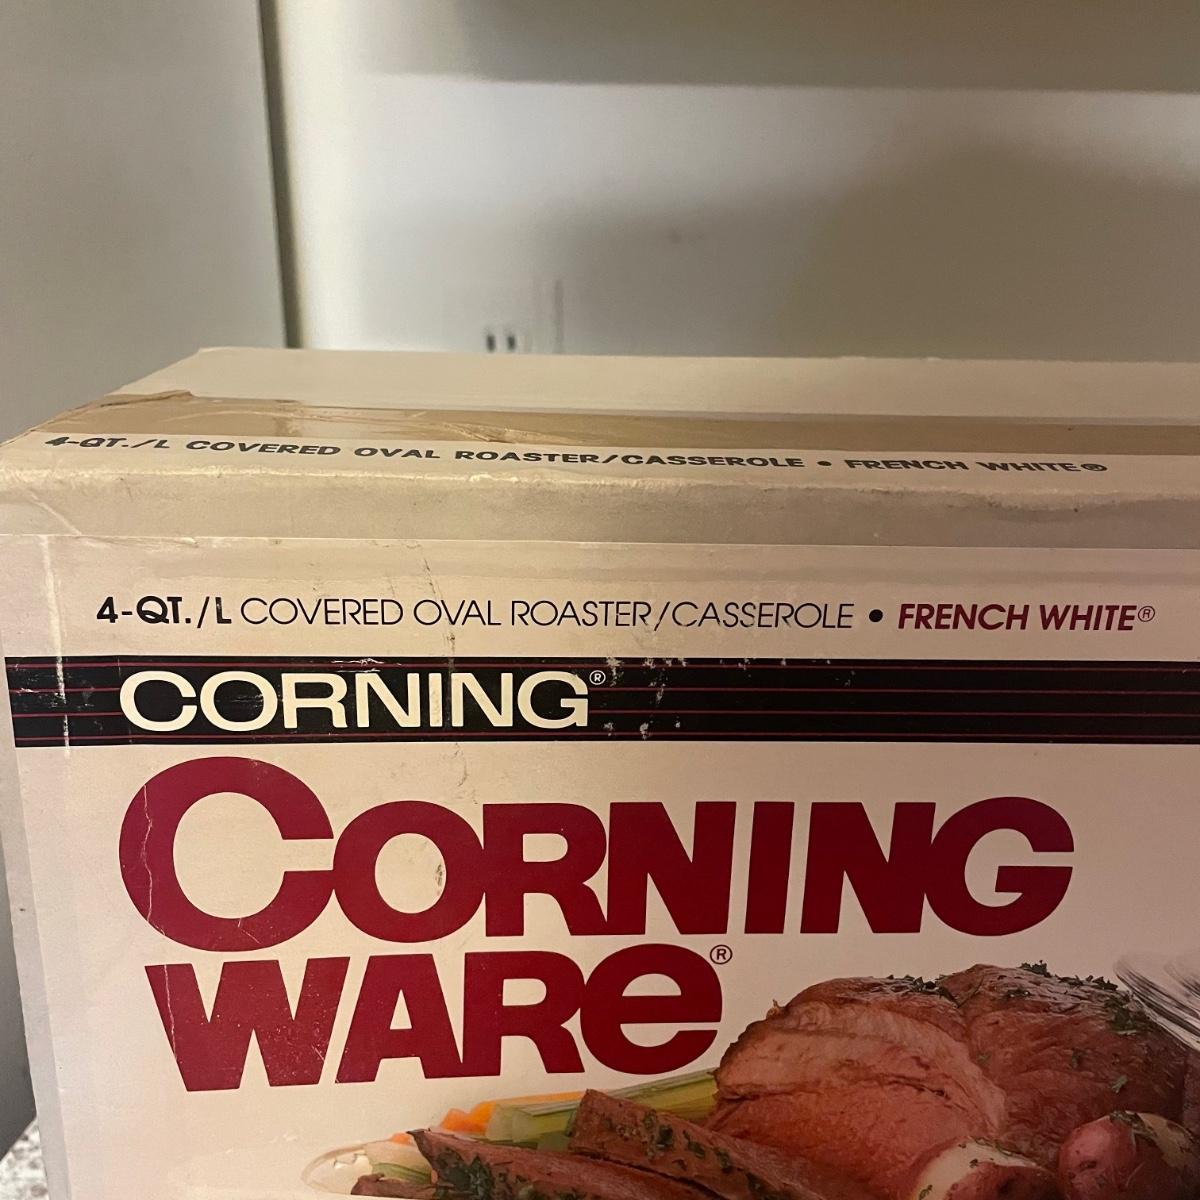 4-QT./L COVERED OVAL ROASTER/CASSEROLE • FRENCH WHITE®
4-QT./L COVERED OVAL ROASTER/CASSEROLE • FRENCH WHITE®
CORNING®
CORNING
WARe®